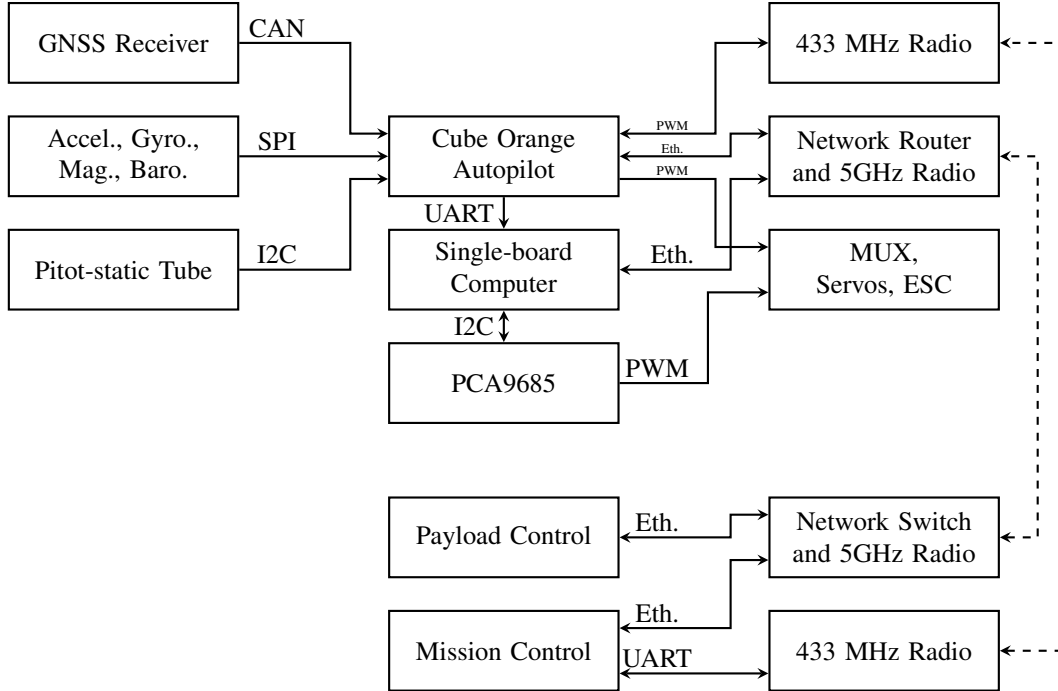 GNSS Receiver
CAN
433 MHz Radio
Accel., Gyro.,
Mag., Baro.
SPI
Cube Orange
Autopilot
PWM
Eth.
PWM
Network Router
and 5GHz Radio
UART
Pitot-static Tube
I2C
Single-board
Computer
Eth.
MUX,
Servos, ESC
I2C
PCA9685
PWM
Payload Control
Eth.
Network Switch
and 5GHz Radio
Eth.
Mission Control
UART
433 MHz Radio